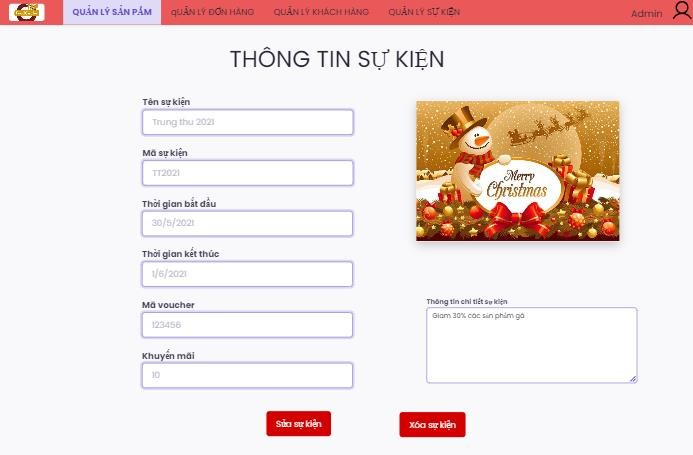 QUẢN LÝ SẢN PẨM QUẢN LÝ ĐƠN HÀNG QUẢN LÝ KHÁCH HÀNG QUẢN LÝ SỰ KIỆN Admin
THÔNG TIN SỰ KIỆN
Tên sự kiện
Trung thu 2021
Mã sự kiện
TT2021
Thời gian bắt đầu
30/5/2021
Thời gian kết thúc
1/6/2021
Mã voucher
123456
Khuyến mãi
10
Merry
Christmas
Thông tin chi tiết sự kiện
Giam 30% các sản phẩm gà
Sửa sự kiện Xóa sự kiện